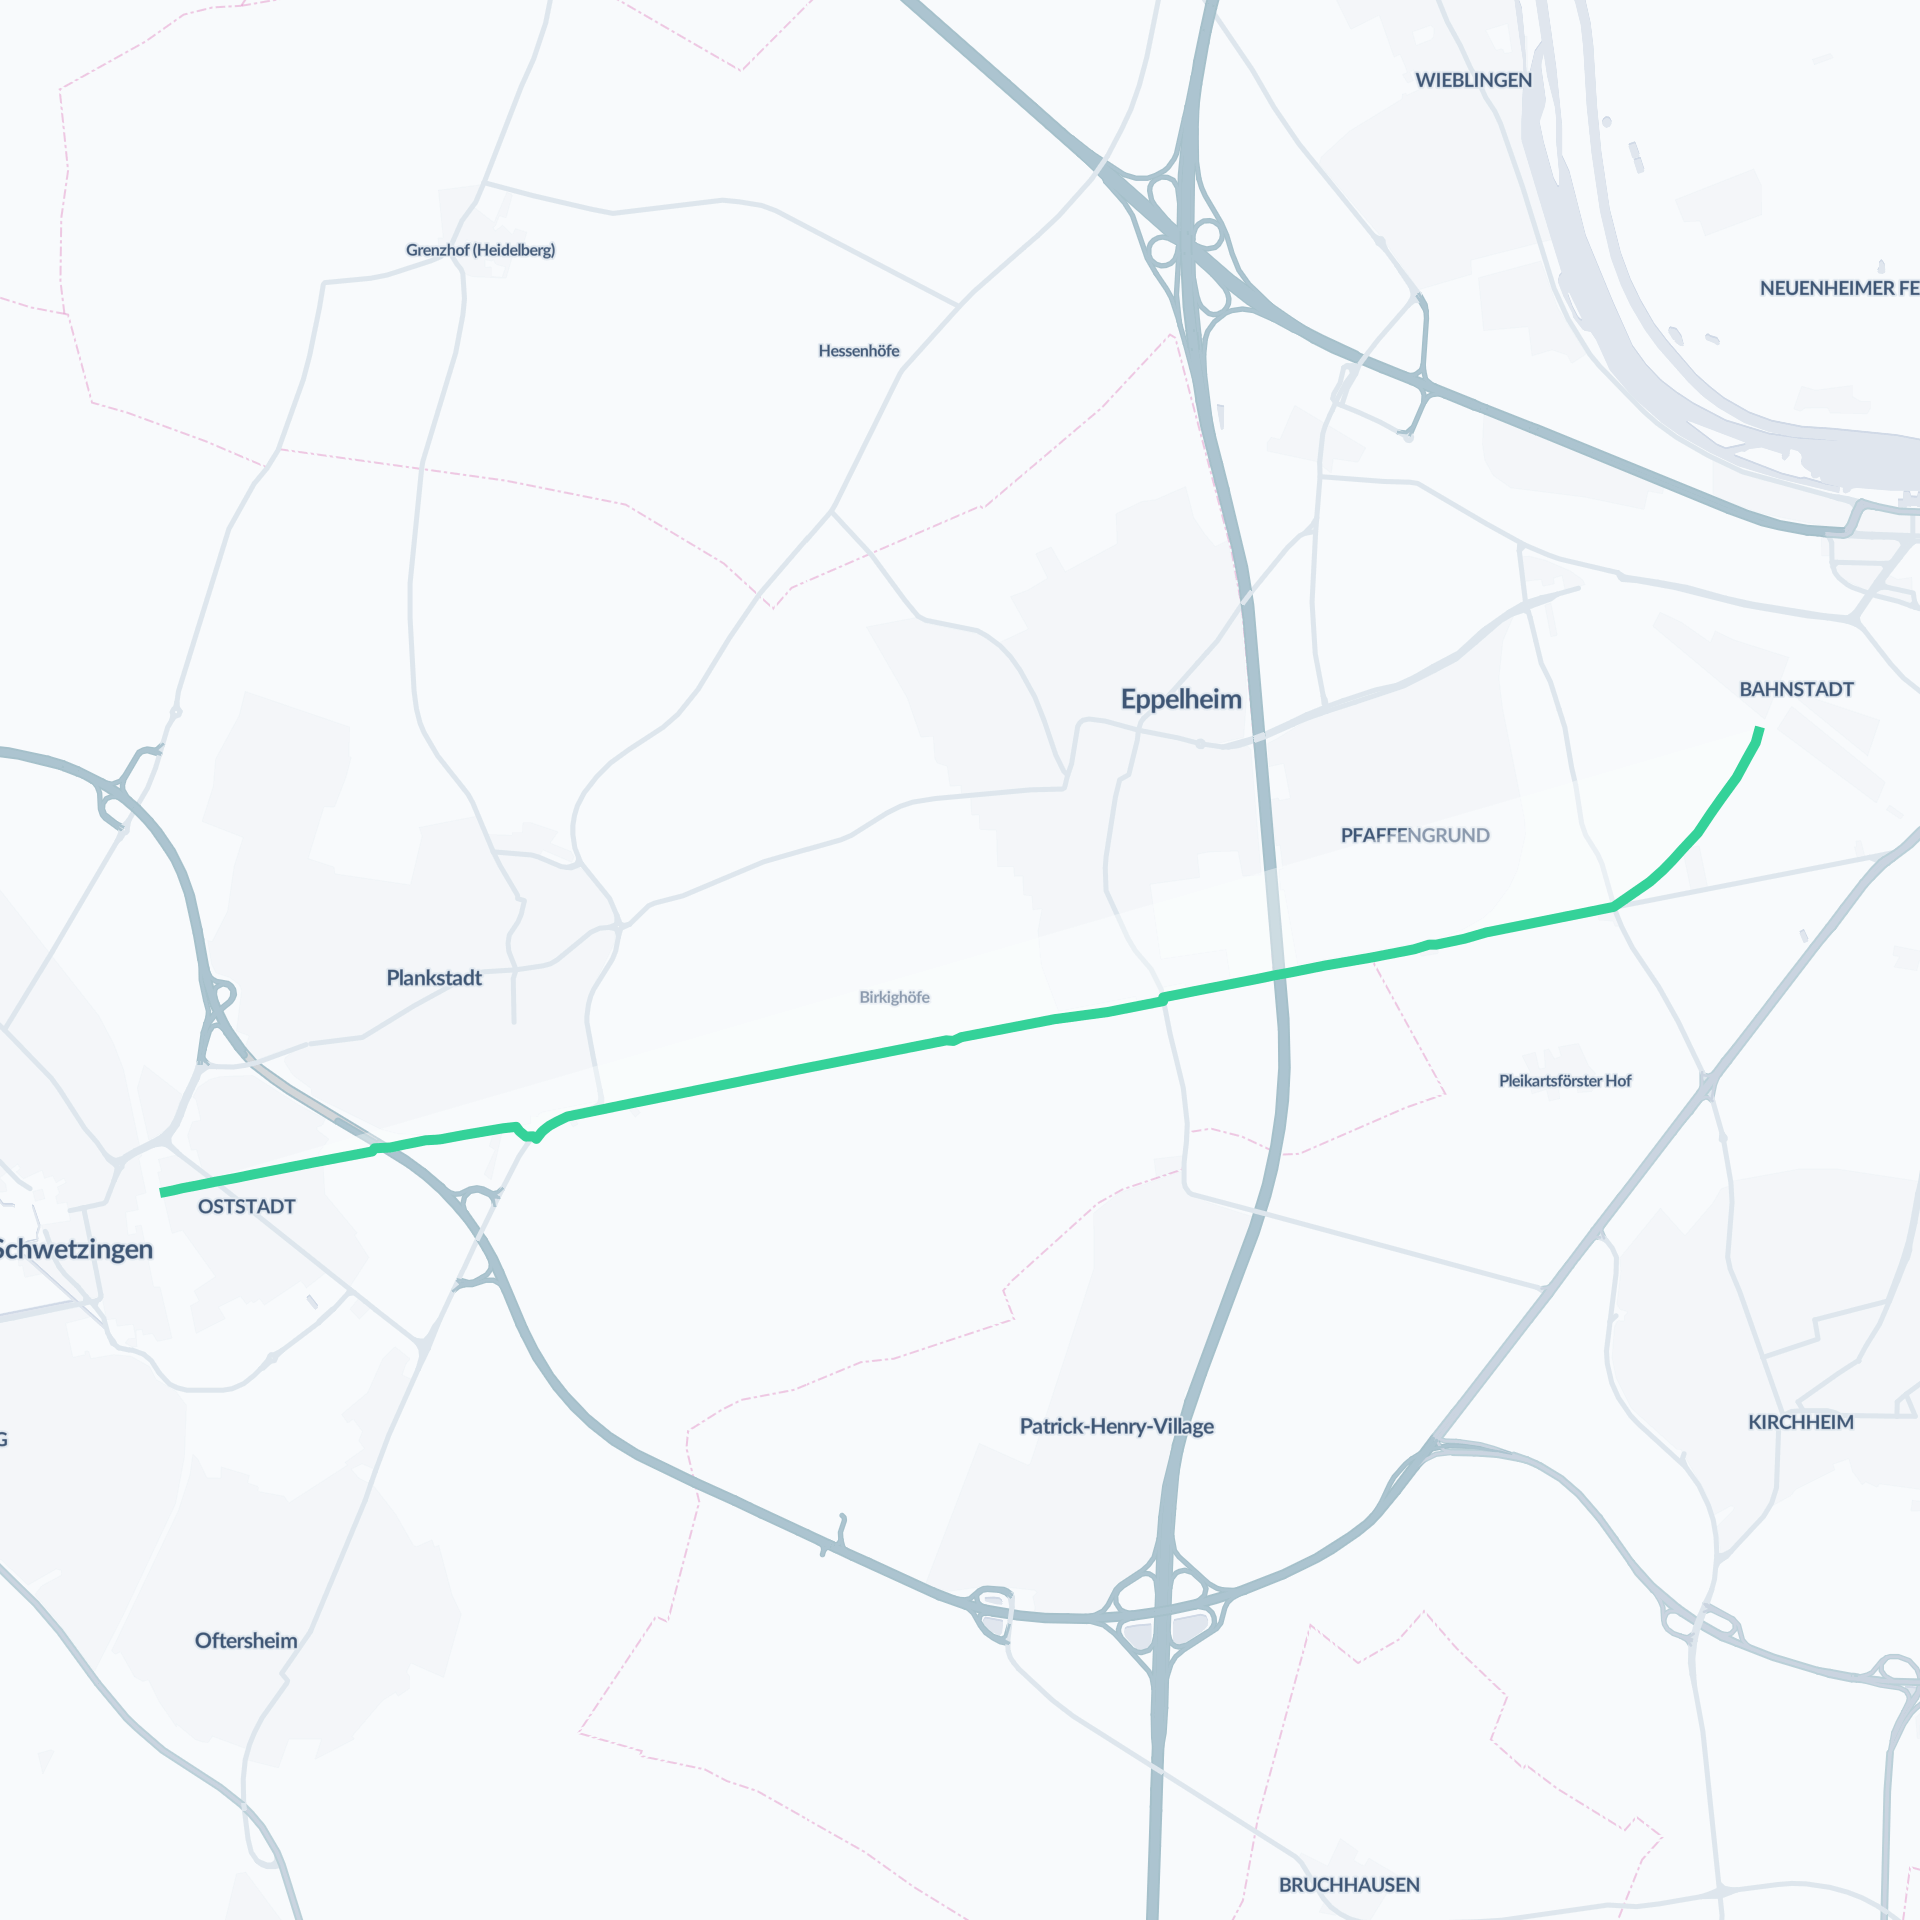 WIEBLINGEN
Grenzhof (Heidelberg)
NEUENHEIMER FE
Hessenhöfe
Eppelheim
BAHNSTADT
PFAFFENGRUND
Plankstadt
Birkighöfe
Pleikartsförster Hof
OSTSTADT
Schwetzingen
Patrick-Henry-Village
KIRCHHEIM
G
Oftersheim
BRUCHHAUSEN